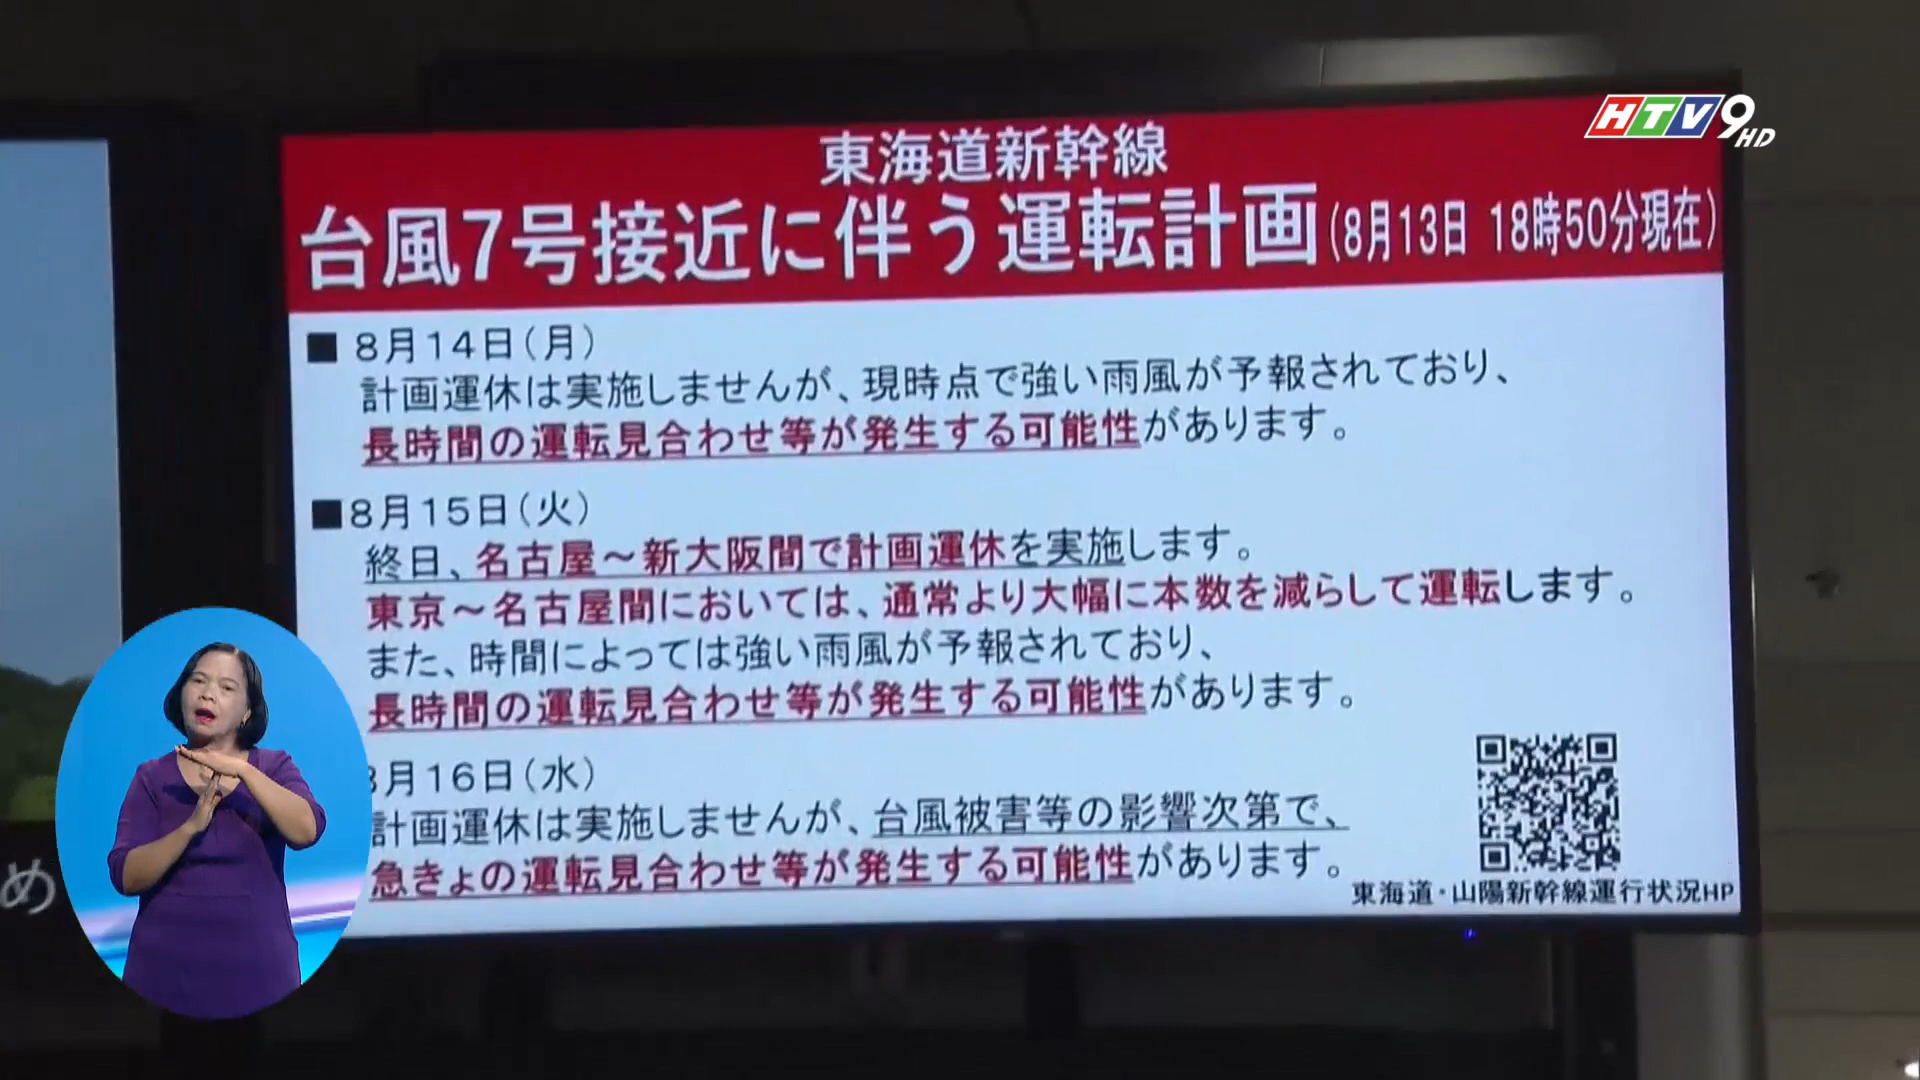 HTV9 HD
東海道新幹線
台風7号接近に伴う運転計画(8月13日 18時50分現在)
■ 8月14日(月)
計画運休は実施しませんが、現時点で強い雨風が予報されており、
長時間の運転見合わせ等が発生する可能性があります。
■8月15日(火)
終日、名古屋~新大阪間で計画運休を実施します。
東京~名古屋間においては、通常より大幅に本数を減らして運転します。
また、時間によっては強い雨風が予報されており、
長時間の運転見合わせ等が発生する可能性があります。
8月16日(水)
計画運休は実施しませんが、台風被害等の影響次第で、
急きょの運転見合わせ等が発生する可能性があります。
東海道・山陽新幹線運行状況HP
め